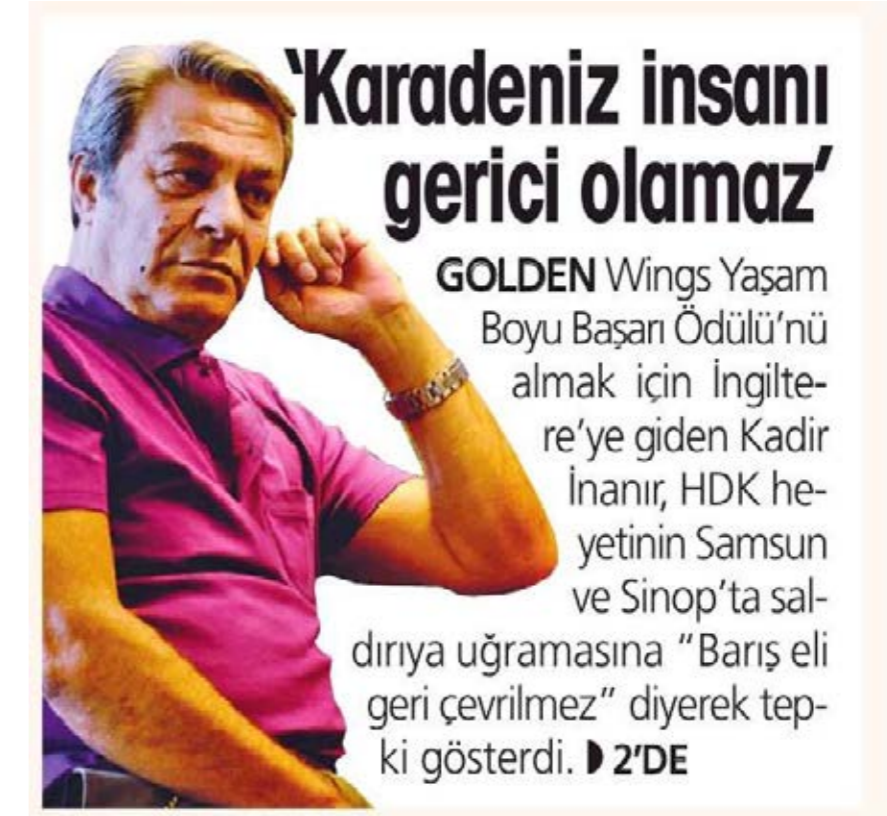 ‘Karadeniz insanı
gerici olamaz’
GOLDEN Wings Yaşam
Boyu Başarı Ödülü’nü
almak için İngilte-
re’ye giden Kadir
İnanır, HDK he-
yetinin Samsun
ve Sinop’ta sal-
dırıya uğramasına “Barış eli
geri çevrilmez” diyerek tep-
ki gösterdi. ◗ 2’DE